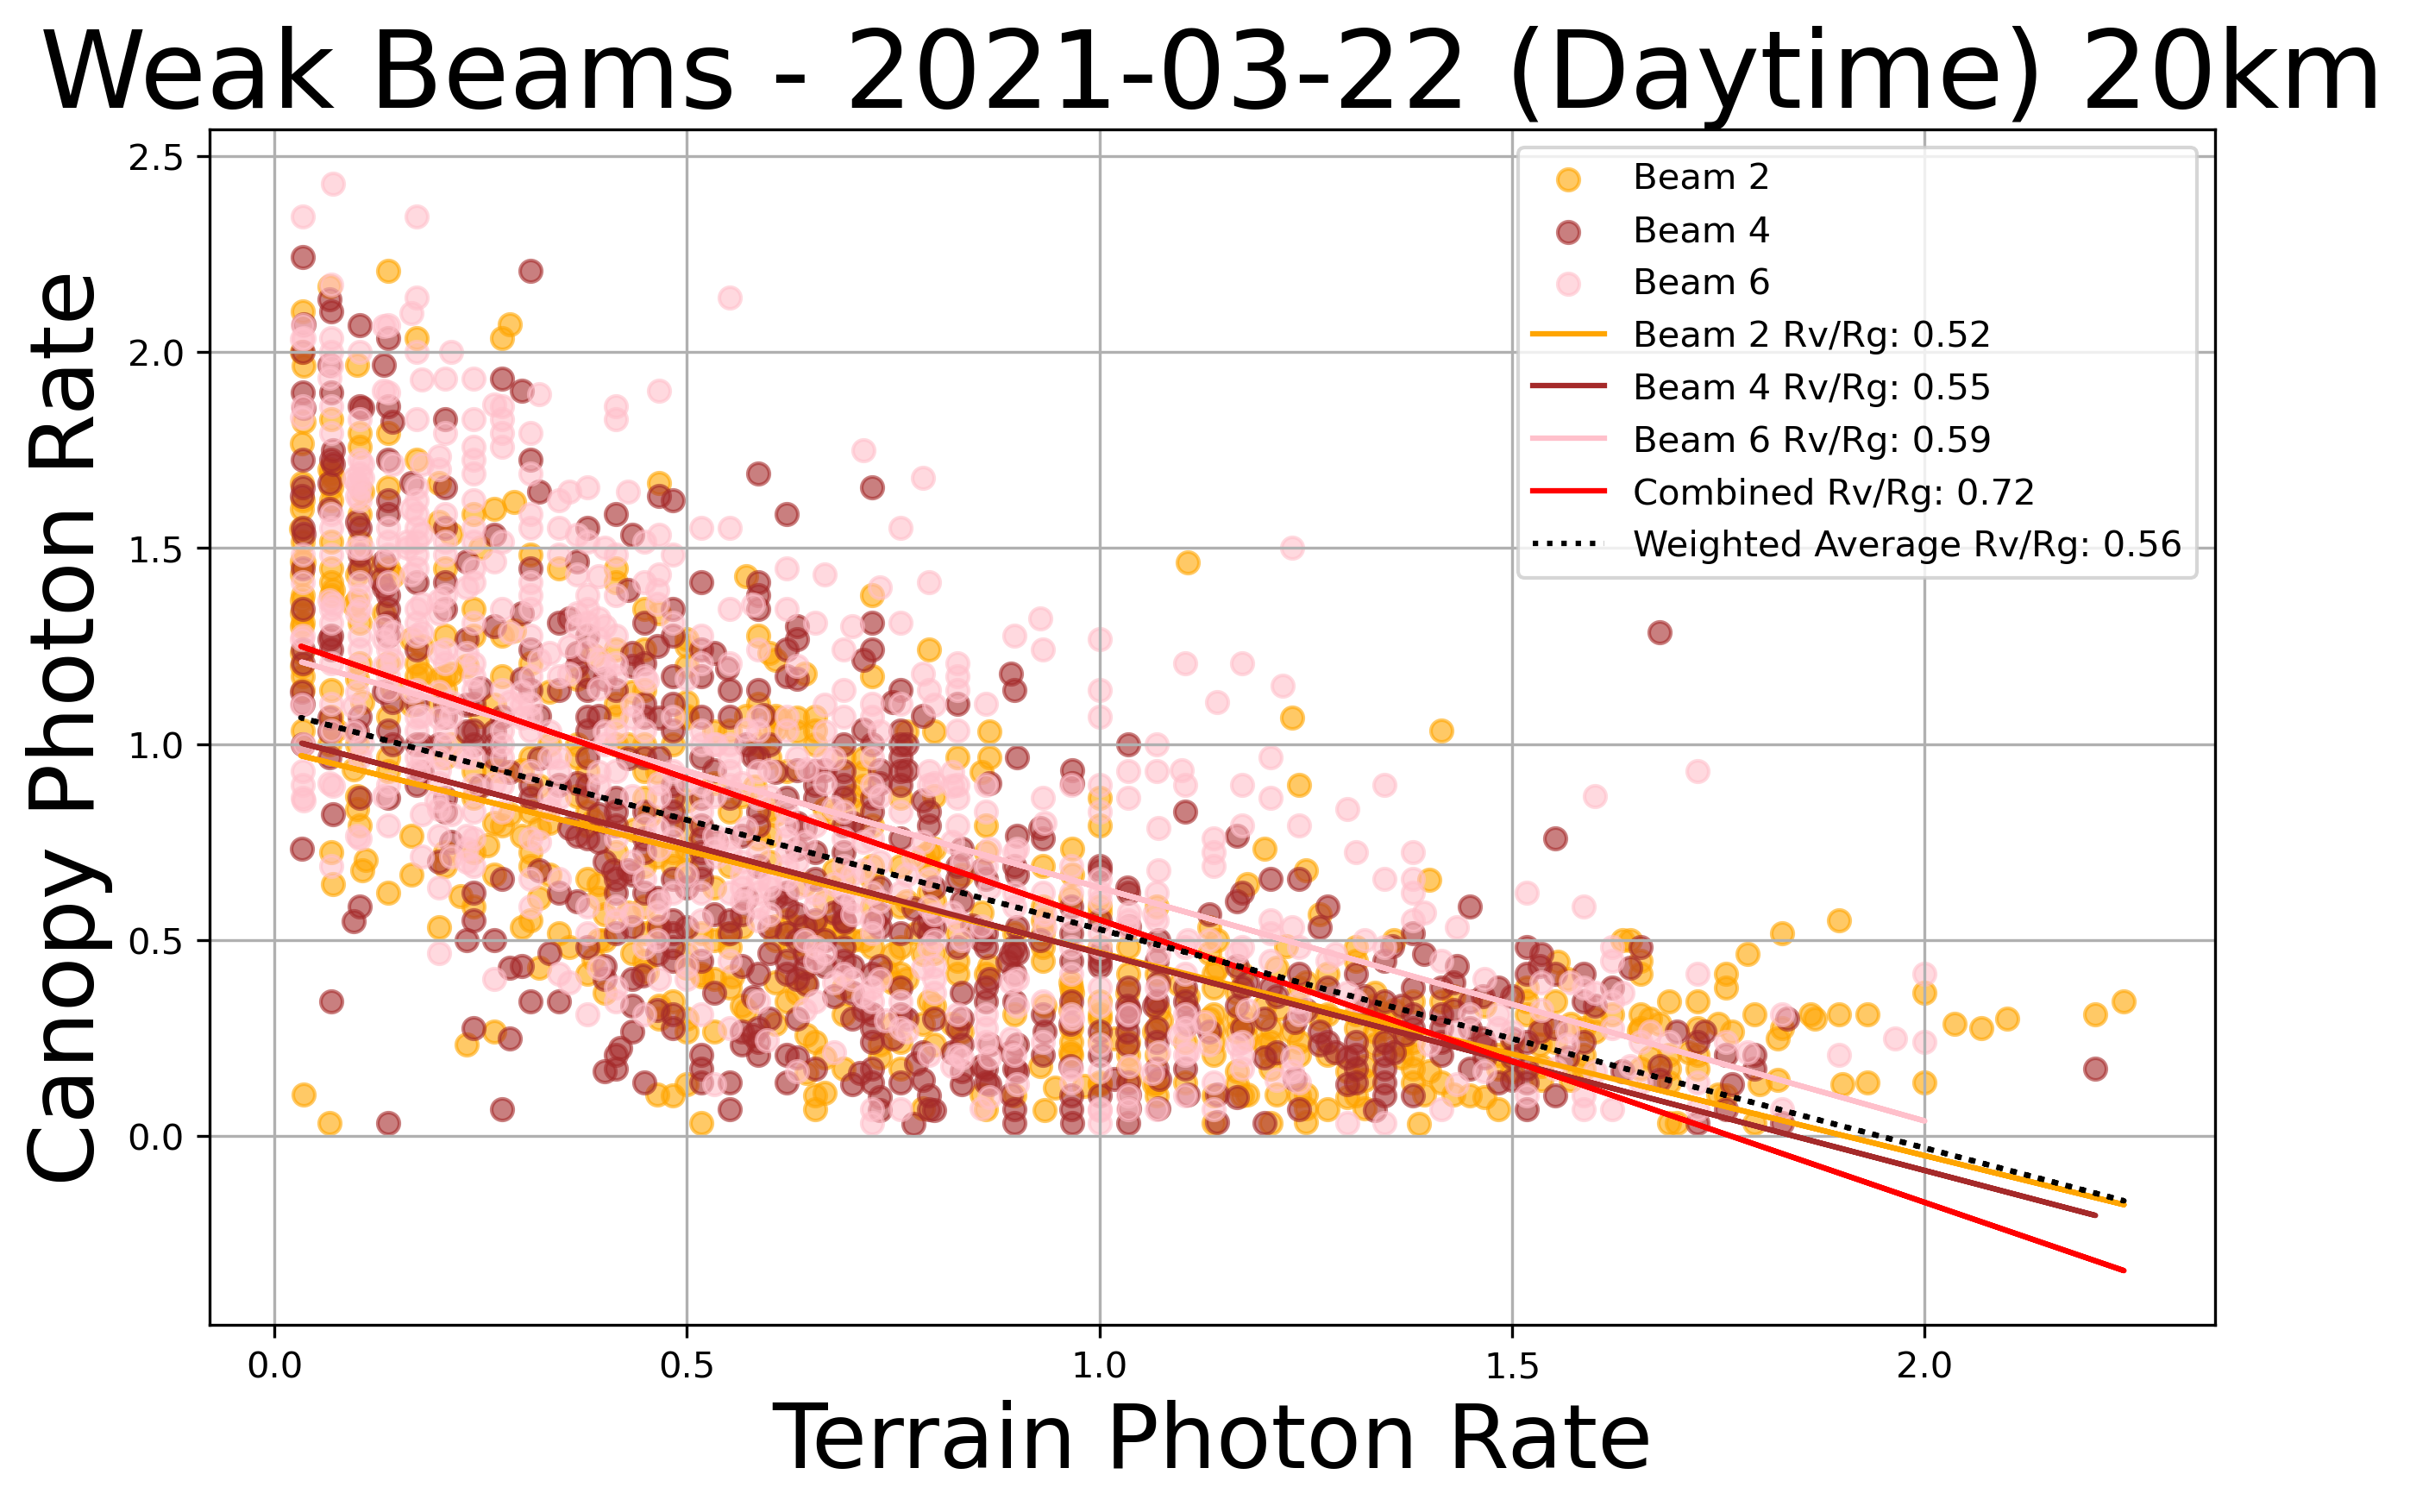 Weak Beams - 2021-03-22 (Daytime) 20km
Canopy Photon Rate
2.5
2.0
1.5
1.0
0.5
0.0
Beam 2
Beam 4
Beam 6
Beam 2 Rv/Rg: 0.52
Beam 4 Rv/Rg: 0.55
Beam 6 Rv/Rg: 0.59
Combined Rv/Rg: 0.72
Weighted Average Rv/Rg: 0.56
0.0 0.5 1.0 1.5 2.0
Terrain Photon Rate